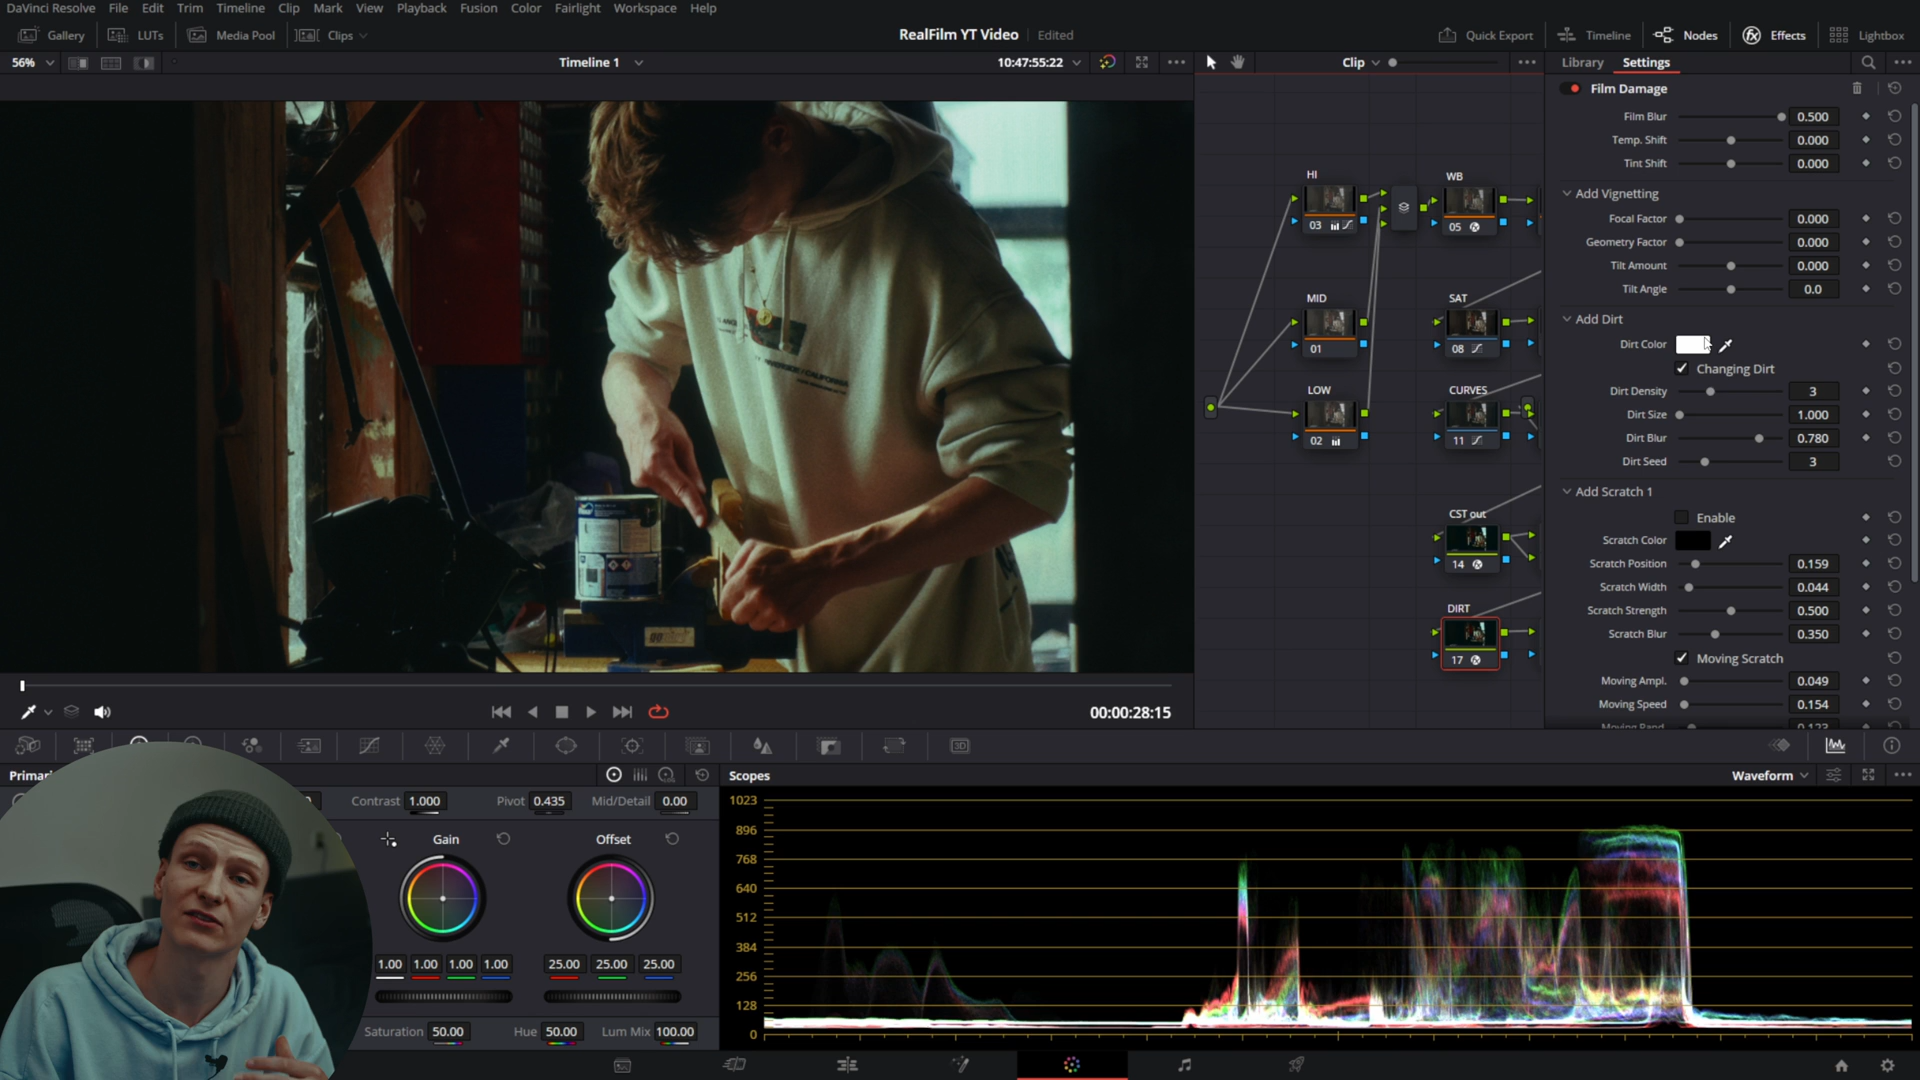 DaVinci Resolve File Edit Trim Timeline Clip Mark View Playback Fusion Color Fairlight Workspace Help
Gallery LUTs Media Pool Clips RealFilm YT Video Edited Quick Export Timeline Nodes Effects Lightbox
56% Timeline 1 10:47:55:22 Clip Library Settings
Film Damage
Film Blur 0.500
Temp. Shift 0.000
Tint Shift 0.000
Add Vignetting
Focal Factor 0.000
Geometry Factor 0.000
Tilt Amount 0.000
Tilt Angle 0.0
Add Dirt
Dirt Color
Changing Dirt
Dirt Density 3
Dirt Size 1.000
Dirt Blur 0.780
Dirt Seed 3
Add Scratch 1
Enable
Scratch Color
Scratch Position 0.159
Scratch Width 0.044
Scratch Strength 0.500
Scratch Blur 0.350
Moving Scratch
Moving Ampl. 0.049
Moving Speed 0.154
HI
03
WB
05
MID
01
SAT
08
LOW
02
CURVES
11
CST out
14
DIRT
17
00:00:28:15
3D
Scopes
Waveform
Contrast 1.000 Pivot 0.435 Mid/Detail 0.00
Gain
Offset
1.00 1.00 1.00 1.00
25.00 25.00 25.00
Saturation 50.00 Hue 50.00 Lum Mix 100.00
1023
896
768
640
512
384
256
128
0